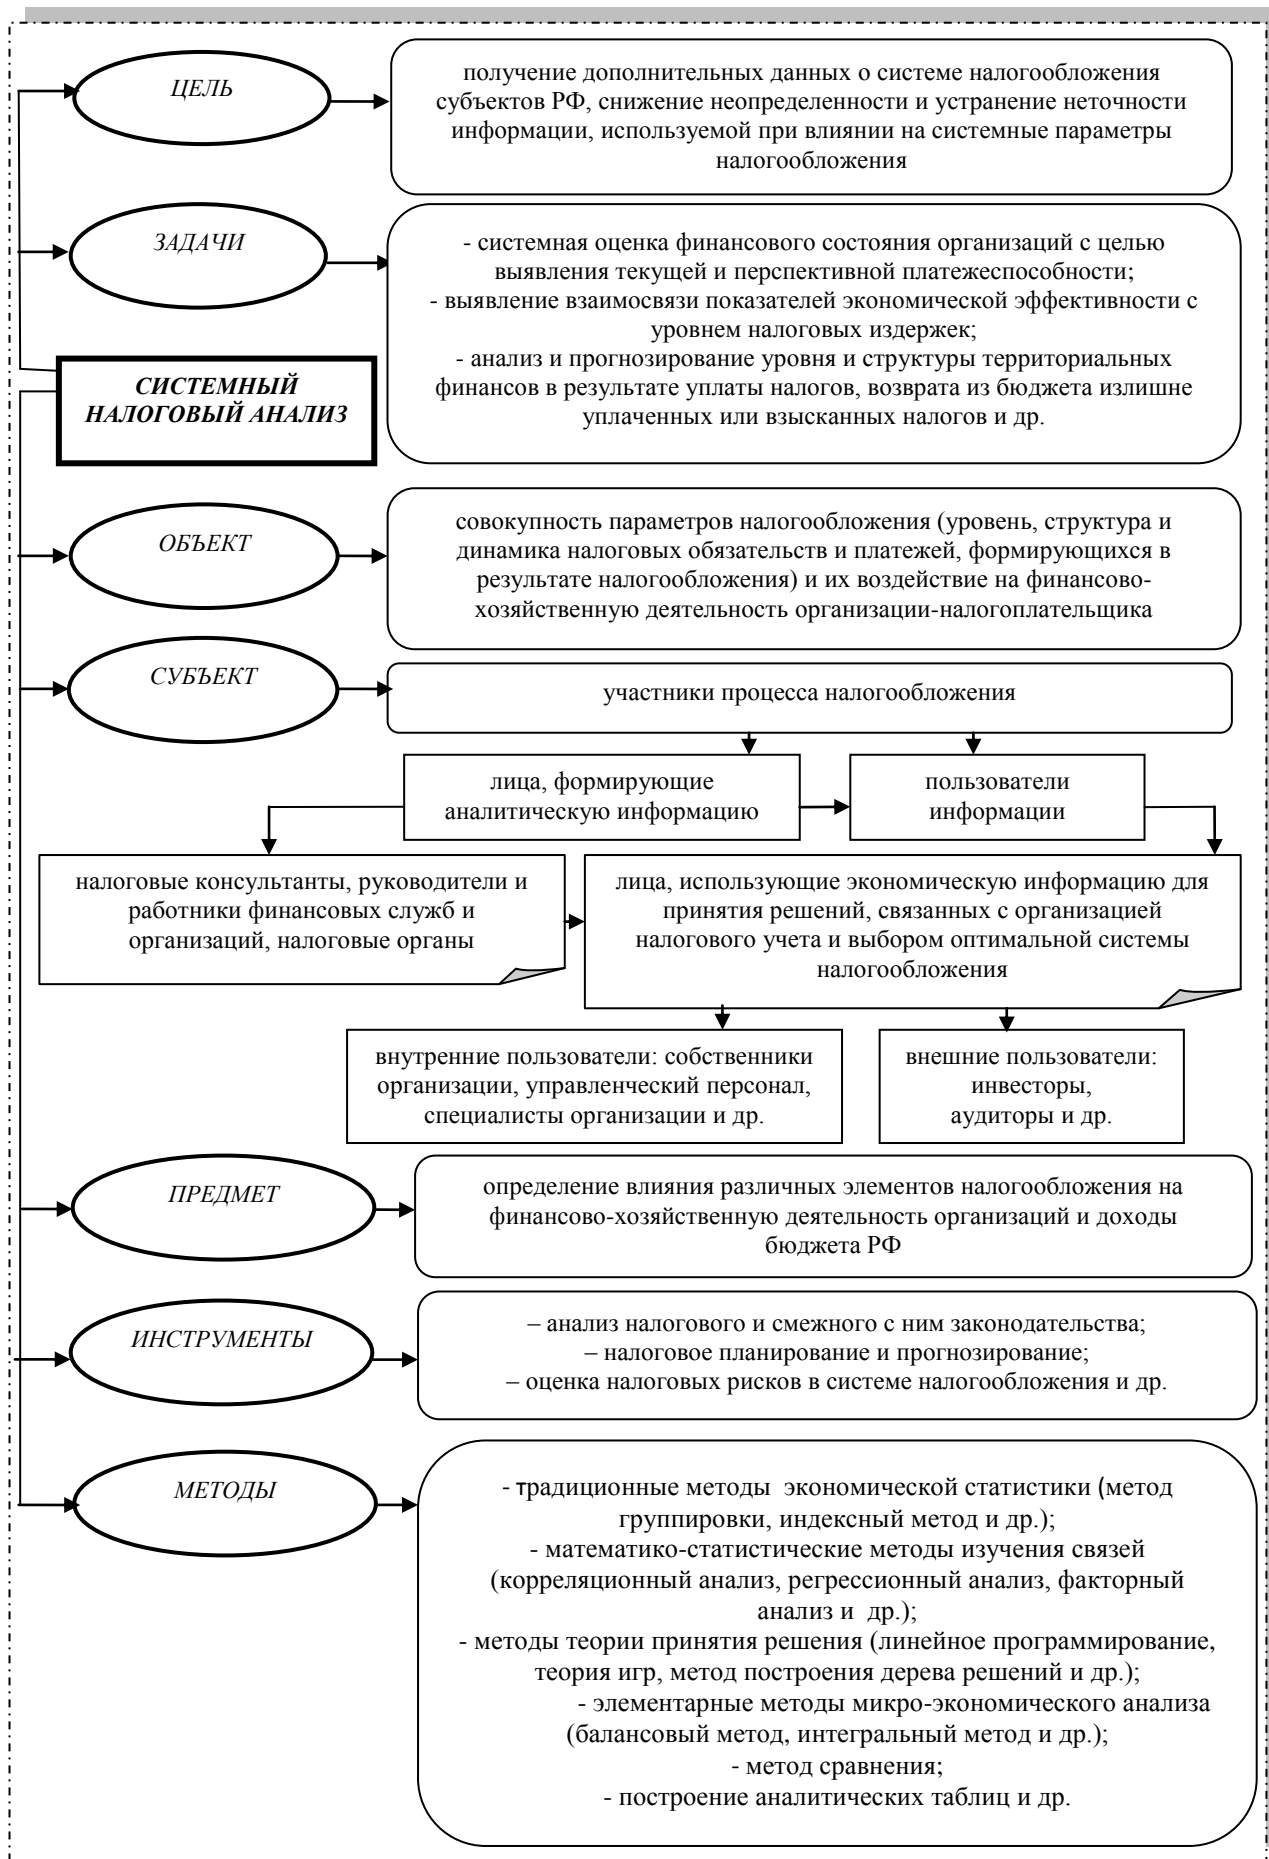 ЦЕЛЬ
получение дополнительных данных о системе налогообложения
субъектов РФ, снижение неопределенности и устранение неточности
информации, используемой при влиянии на системные параметры
налогообложения
ЗАДАЧИ
- системная оценка финансового состояния организаций с целью
выявления текущей и перспективной платежеспособности;
- выявление взаимосвязи показателей экономической эффективности с
уровнем налоговых издержек;
- анализ и прогнозирование уровня и структуры территориальных
финансов в результате уплаты налогов, возврата из бюджета излишне
уплаченных или взысканных налогов и др.
СИСТЕМНЫЙ
НАЛОГОВЫЙ АНАЛИЗ
ОБЪЕКТ
совокупность параметров налогообложения (уровень, структура и
динамика налоговых обязательств и платежей, формирующихся в
результате налогообложения) и их воздействие на финансово-
хозяйственную деятельность организации-налогоплательщика
СУБЪЕКТ
участники процесса налогообложения
лица, формирующие
аналитическую информацию
пользователи
информации
налоговые консультанты, руководители и
работники финансовых служб и
организаций, налоговые органы
лица, использующие экономическую информацию для
принятия решений, связанных с организацией
налогового учета и выбором оптимальной системы
налогообложения
внутренние пользователи: собственники
организации, управленческий персонал,
специалисты организации и др.
внешние пользователи:
инвесторы,
аудиторы и др.
ПРЕДМЕТ
определение влияния различных элементов налогообложения на
финансово-хозяйственную деятельность организаций и доходы
бюджета РФ
ИНСТРУМЕНТЫ
– анализ налогового и смежного с ним законодательства;
– налоговое планирование и прогнозирование;
– оценка налоговых рисков в системе налогообложения и др.
МЕТОДЫ
- традиционные методы экономической статистики (метод
группировки, индексный метод и др.);
- математико-статистические методы изучения связей
(корреляционный анализ, регрессионный анализ, факторный
анализ и др.);
- методы теории принятия решения (линейное программирование,
теория игр, метод построения дерева решений и др.);
- элементарные методы микро-экономического анализа
(балансовый метод, интегральный метод и др.);
- метод сравнения;
- построение аналитических таблиц и др.